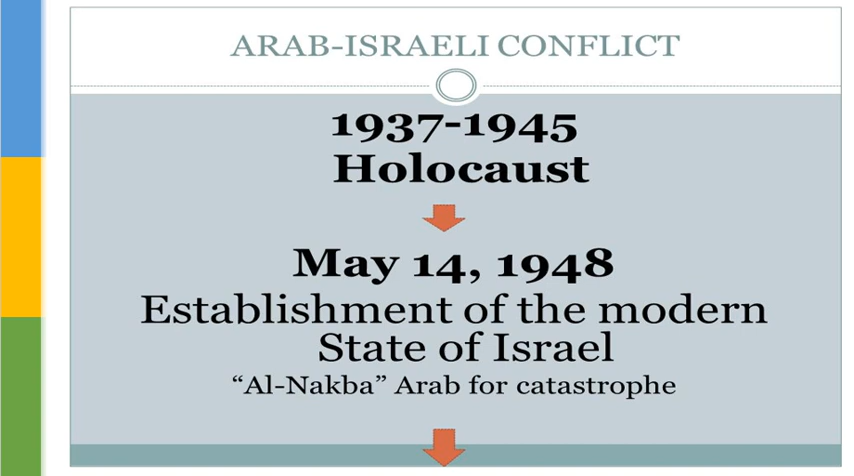 ARAB-ISRAELI CONFLICT
1937-1945
Holocaust
May 14, 1948
Establishment of the modern
State of Israel
“Al-Nakba” Arab for catastrophe